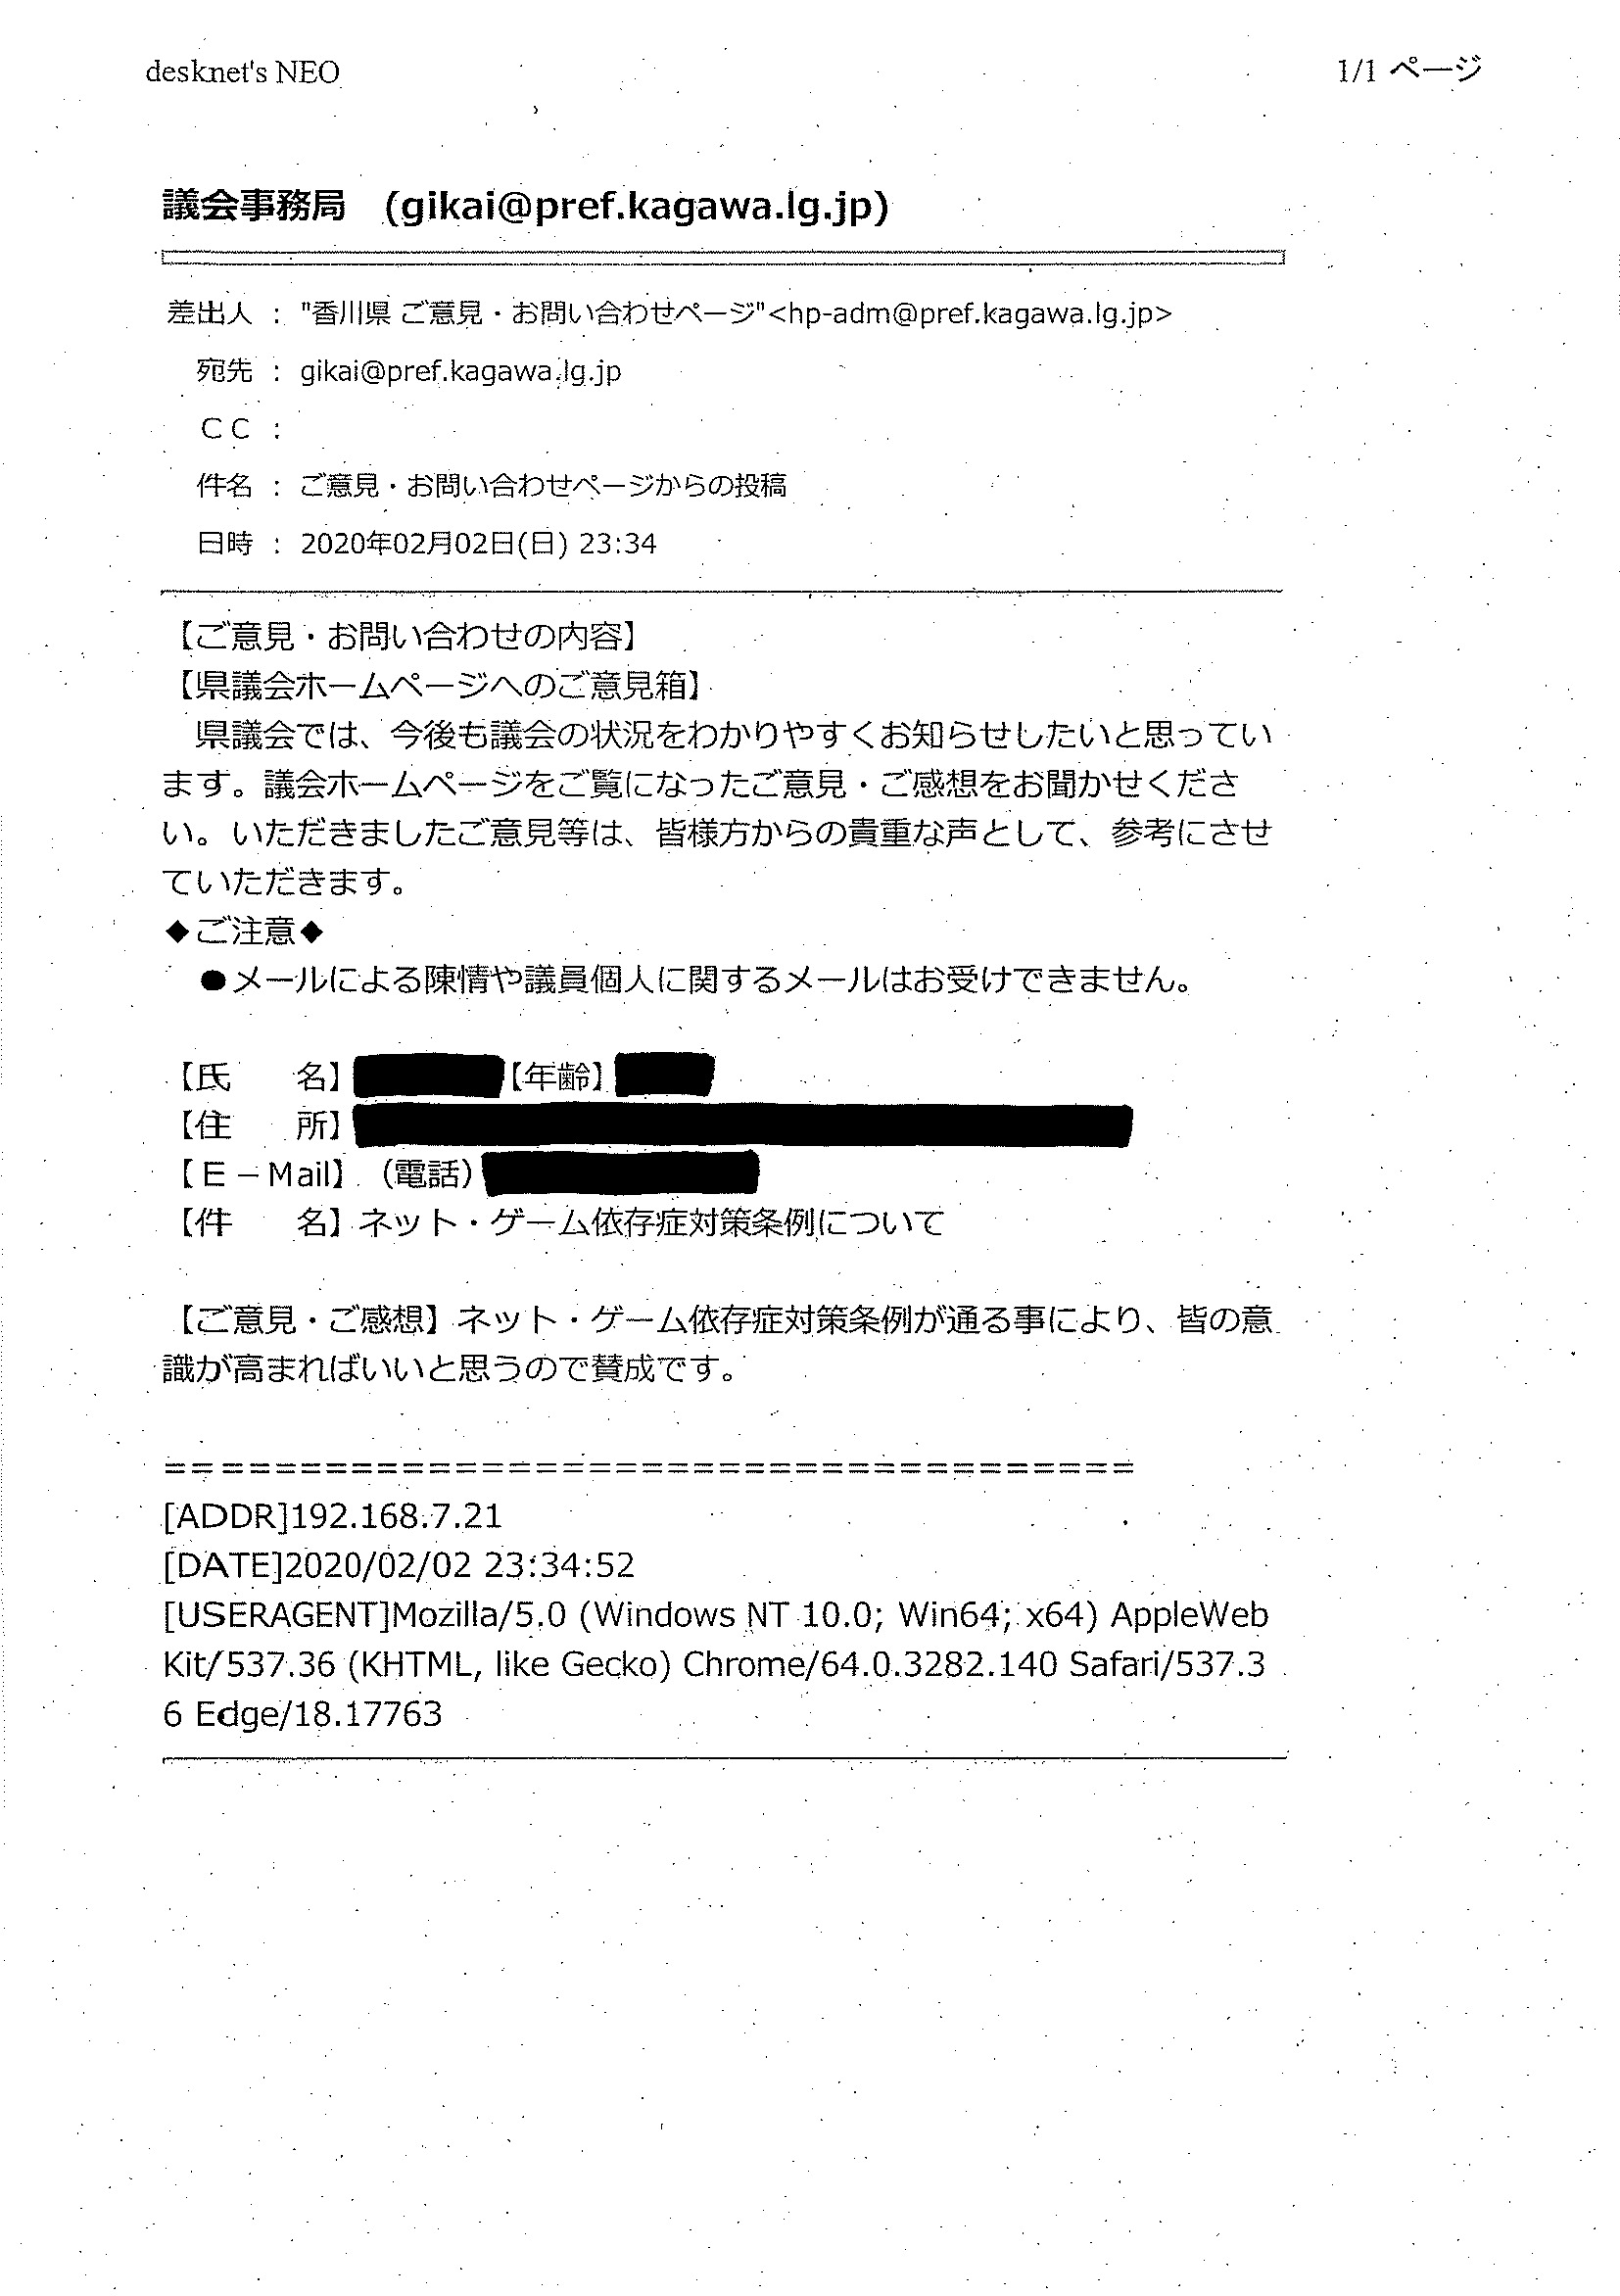 desknet's NEO
1/1 ページ
議会事務局　(gikai@pref.kagawa.lg.jp)
差出人 : "香川県 ご意見・お問い合わせページ"<hp-adm@pref.kagawa.lg.jp>
宛先 : gikai@pref.kagawa.lg.jp
ＣＣ :
件名 : ご意見・お問い合わせページからの投稿
日時 : 2020年02月02日(日) 23:34
【ご意見・お問い合わせの内容】
【県議会ホームページへのご意見箱】
　県議会では、今後も議会の状況をわかりやすくお知らせしたいと思ってい
ます。議会ホームページをご覧になったご意見・ご感想をお聞かせくださ
い。いただきましたご意見等は、皆様方からの貴重な声として、参考にさせ
ていただきます。
◆ご注意◆
　●メールによる陳情や議員個人に関するメールはお受けできません。
【氏　　名】【年齢】
【住　　所】
【Ｅ－Mail】（電話）
【件　　名】ネット・ゲーム依存症対策条例について
【ご意見・ご感想】ネット・ゲーム依存症対策条例が通る事により、皆の意
識が高まればいいと思うので賛成です。
＝＝＝＝＝＝＝＝＝＝＝＝＝＝＝＝＝＝＝＝＝＝＝＝＝＝＝＝＝＝＝＝＝＝＝＝＝
[ADDR]192.168.7.21
[DATE]2020/02/02 23:34:52
[USERAGENT]Mozilla/5.0 (Windows NT 10.0; Win64; x64) AppleWeb
Kit/537.36 (KHTML, like Gecko) Chrome/64.0.3282.140 Safari/537.3
6 Edge/18.17763